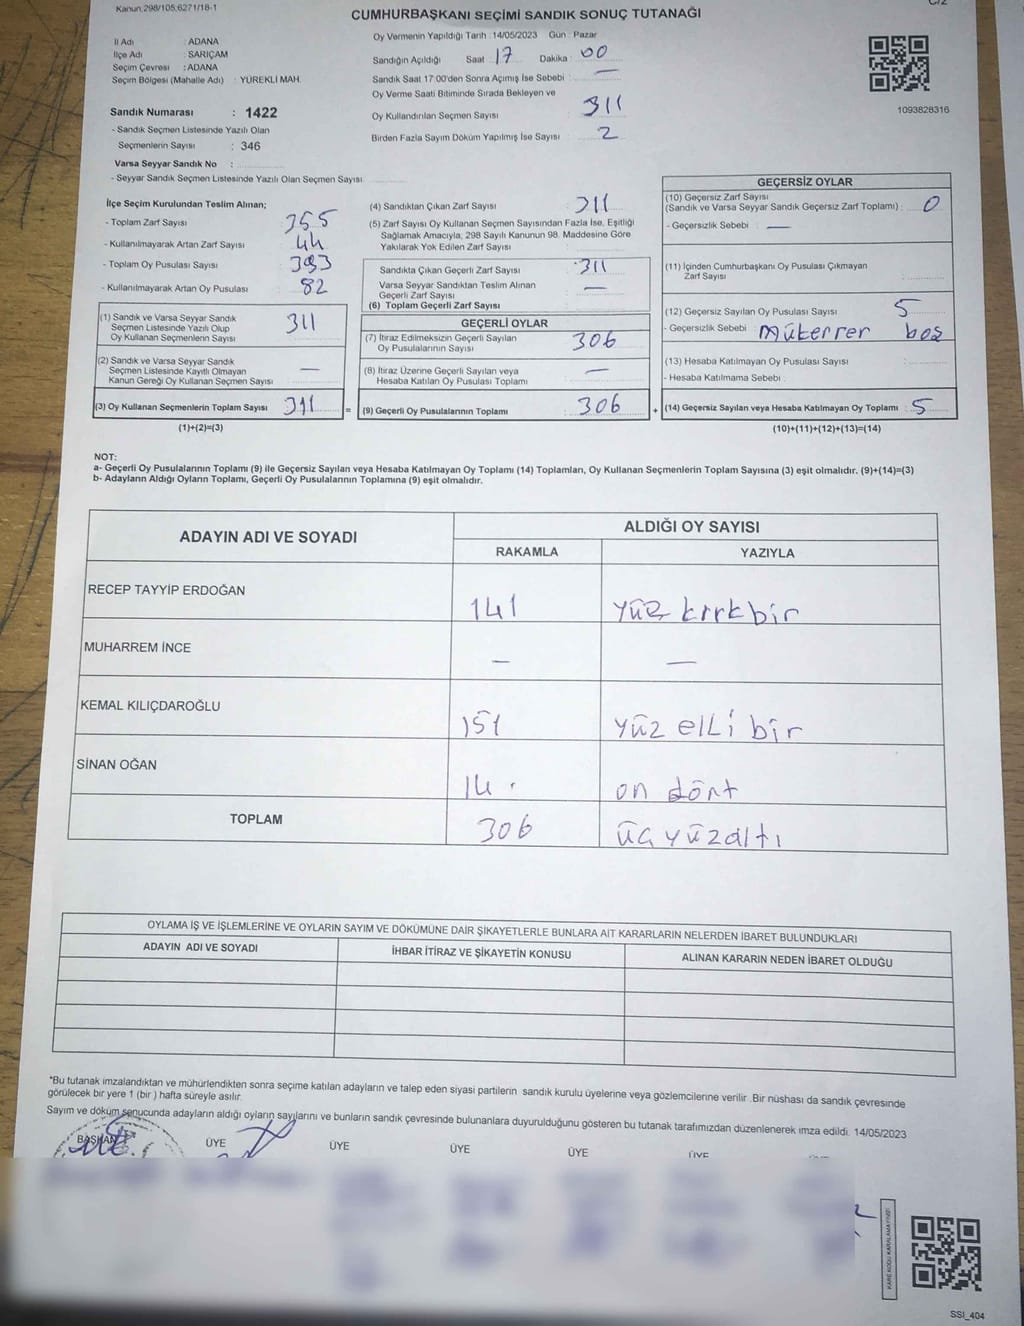 Kanun,298/105;6271/18-1
CUMHURBAŞKANI SEÇİMİ SANDIK SONUÇ TUTANAĞI
İl Adı : ADANA
İlçe Adı : SARIÇAM
Seçim Çevresi : ADANA
Seçim Bölgesi (Mahalle Adı) : YÜREKLİ MAH.
Sandık Numarası : 1422
- Sandık Seçmen Listesinde Yazılı Olan
Seçmenlerin Sayısı : 346
Varsa Seyyar Sandık No :
- Seyyar Sandık Seçmen Listesinde Yazılı Olan Seçmen Sayısı
Oy Vermenin Yapıldığı Tarih : 14/05/2023 Gün : Pazar
Sandığın Açıldığı Saat : 17 Dakika : 00
Sandık Saat 17:00'den Sonra Açımış İse Sebebi : —
Oy Verme Saati Bitiminde Sırada Bekleyen ve
Oy Kullandırılan Seçmen Sayısı : 311
Birden Fazla Sayım Döküm Yapılmış İse Sayısı : 2
1093828316
İlçe Seçim Kurulundan Teslim Alınan;
- Toplam Zarf Sayısı : 355
- Kullanılmayarak Artan Zarf Sayısı : 44
- Toplam Oy Pusulası Sayısı : 393
- Kullanılmayarak Artan Oy Pusulası : 82
(1) Sandık ve Varsa Seyyar Sandık
Seçmen Listesinde Yazılı Olup
Oy Kullanan Seçmenlerin Sayısı : 311
(2) Sandık ve Varsa Seyyar Sandık
Seçmen Listesinde Kayıtlı Olmayan
Kanun Gereği Oy Kullanan Seçmen Sayısı : —
(3) Oy Kullanan Seçmenlerin Toplam Sayısı : 311 =
(1)+(2)=(3)
(4) Sandıktan Çıkan Zarf Sayısı : 311
(5) Zarf Sayısı Oy Kullanan Seçmen Sayısından Fazla İse, Eşitliği
Sağlamak Amacıyla, 298 Sayılı Kanunun 98. Maddesine Göre
Yakılarak Yok Edilen Zarf Sayısı :
Sandıkta Çıkan Geçerli Zarf Sayısı : 311
Varsa Seyyar Sandıktan Teslim Alınan
Geçerli Zarf Sayısı : —
(6) Toplam Geçerli Zarf Sayısı
GEÇERLİ OYLAR
(7) İtiraz Edilmeksizin Geçerli Sayılan
Oy Pusulalarının Sayısı : 306
(8) İtiraz Üzerine Geçerli Sayılan veya
Hesaba Katılan Oy Pusulası Toplamı : —
(9) Geçerli Oy Pusulalarının Toplamı : 306 +
GEÇERSİZ OYLAR
(10) Geçersiz Zarf Sayısı
(Sandık ve Varsa Seyyar Sandık Geçersiz Zarf Toplamı) : 0
- Geçersizlik Sebebi : —
(11) İçinden Cumhurbaşkanı Oy Pusulası Çıkmayan
Zarf Sayısı :
(12) Geçersiz Sayılan Oy Pusulası Sayısı : 5
- Geçersizlik Sebebi : mükerrer boş
(13) Hesaba Katılmayan Oy Pusulası Sayısı :
- Hesaba Katılmama Sebebi :
(14) Geçersiz Sayılan veya Hesaba Katılmayan Oy Toplamı : 5
(10)+(11)+(12)+(13)=(14)
NOT:
a- Geçerli Oy Pusulalarının Toplamı (9) ile Geçersiz Sayılan veya Hesaba Katılmayan Oy Toplamı (14) Toplamları, Oy Kullanan Seçmenlerin Toplam Sayısına (3) eşit olmalıdır. (9)+(14)=(3)
b- Adayların Aldığı Oyların Toplamı, Geçerli Oy Pusulalarının Toplamına (9) eşit olmalıdır.
ADAYIN ADI VE SOYADI
ALDIĞI OY SAYISI
RAKAMLA YAZIYLA
RECEP TAYYİP ERDOĞAN 141 yüz kırk bir
MUHARREM İNCE — —
KEMAL KILIÇDAROĞLU 151 yüz elli bir
SİNAN OĞAN 14 on dört
TOPLAM 306 üç yüz altı
OYLAMA İŞ VE İŞLEMLERİNE VE OYLARIN SAYIM VE DÖKÜMÜNE DAİR ŞİKAYETLERLE BUNLARA AİT KARARLARIN NELERDEN İBARET BULUNDUKLARI
ADAYIN ADI VE SOYADI İHBAR İTİRAZ VE ŞİKAYETİN KONUSU ALINAN KARARIN NEDEN İBARET OLDUĞU
*Bu tutanak imzalandıktan ve mühürlendikten sonra seçime katılan adayların ve talep eden siyasi partilerin sandık kurulu üyelerine veya gözlemcilerine verilir .Bir nüshası da sandık çevresinde
görülecek bir yere 1 (bir ) hafta süreyle asılır.
Sayım ve döküm sonucunda adayların aldığı oyların sayılarını ve bunların sandık çevresinde bulunanlara duyurulduğunu gösteren bu tutanak tarafımızdan düzenlenerek imza edildi. 14/05/2023
BAŞKAN ÜYE ÜYE ÜYE ÜYE ÜYE
KARE KODU KARALAMAYINIZ!
SSI_404